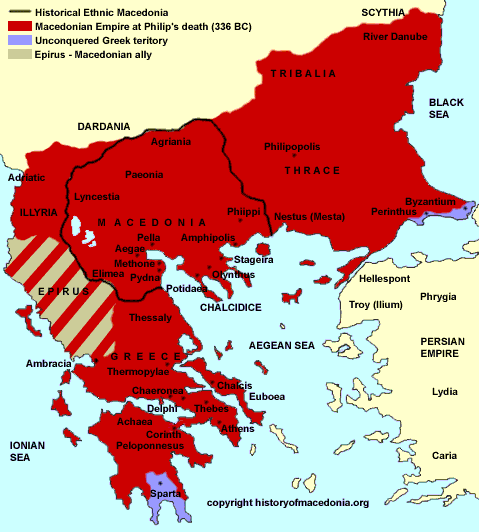 Historical Ethnic Macedonia
Macedonian Empire at Philip's death (336 BC)
Unconquered Greek teritory
Epirus - Macedonian ally
SCYTHIA
River Danube
TRIBALIA
BLACK
SEA
DARDANIA
Agriania
Philipopolis
THRACE
Paeonia
Adriatic
Lyncestia
Byzantium
ILLYRIA
Philppi
Perinthus
Nestus (Mesta)
MACEDONIA
Pella
Amphipolis
Aegae
Stageira
Methone
Elimea
Pydna
Olynthus
Hellespont
EPIRUS
Potidaea
Phrygia
CHALCIDICE
Troy (Ilium)
Thessaly
AEGEAN SEA
PERSIAN
EMPIRE
GREECE
Ambracia
Thermopylae
Chalcis
Lydia
Chaeronea
Euboea
Delphi
Thebes
Achaea
Athens
Corinth
IONIAN
SEA
Peloponnesus
Caria
Sparta
copyright historyofmacedonia.org